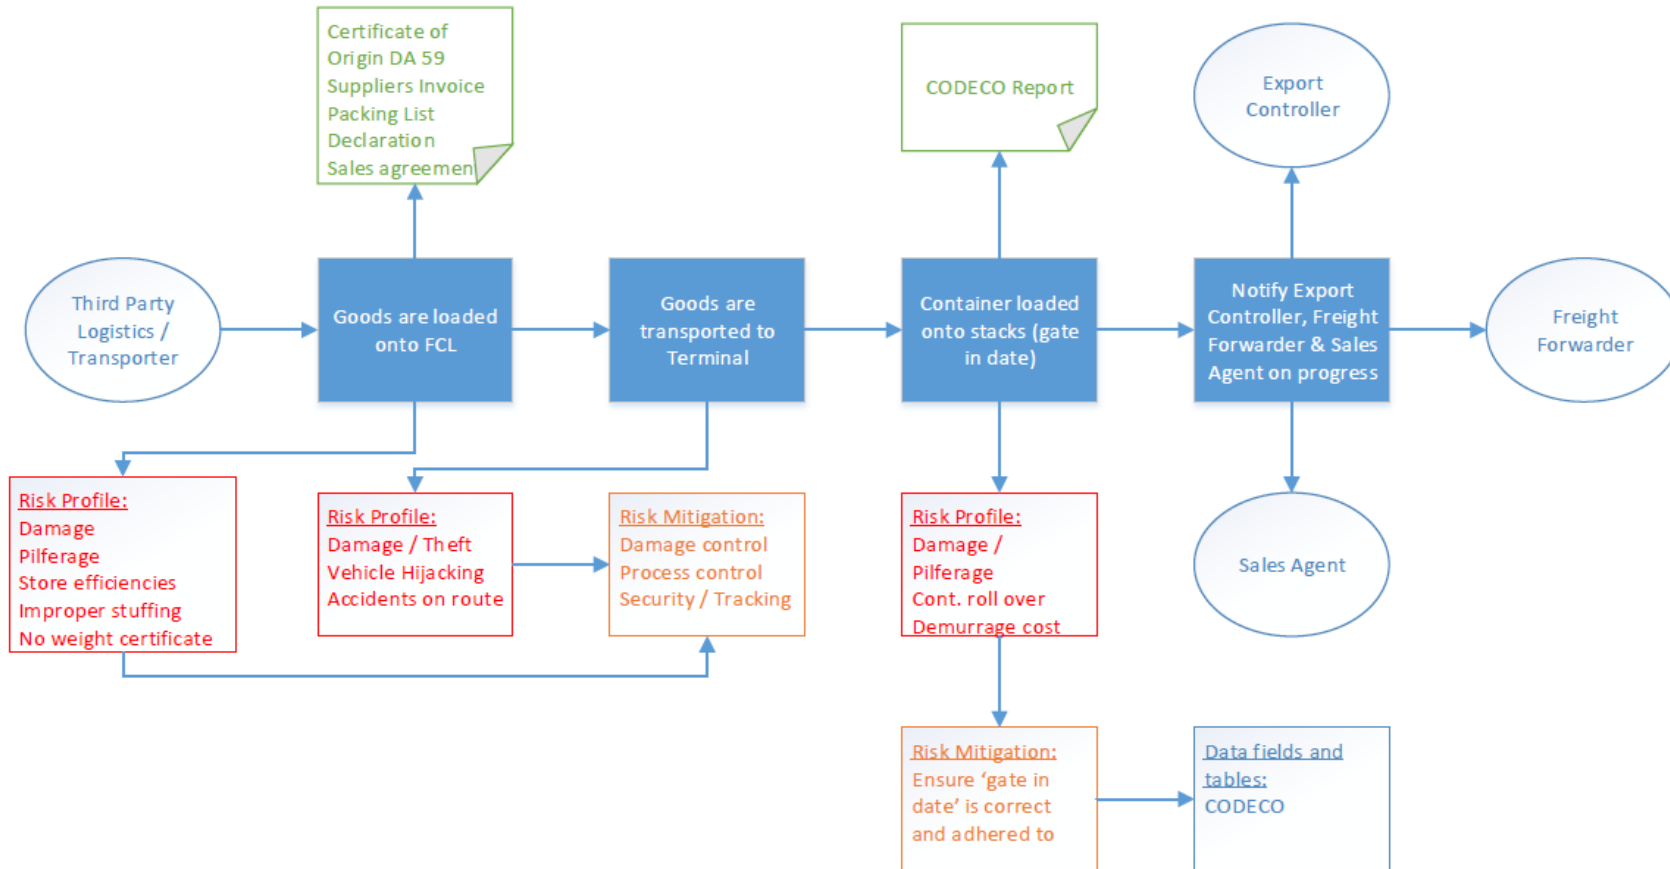 Certificate of
Origin DA 59
Suppliers Invoice
Packing List
Declaration
Sales agreemen
CODECO Report
Export
Controller
Third Party
Logistics /
Transporter
Goods are loaded
onto FCL
Goods are
transported to
Terminal
Container loaded
onto stacks (gate
in date)
Notify Export
Controller, Freight
Forwarder & Sales
Agent on progress
Freight
Forwarder
Risk Profile:
Damage
Pilferage
Store efficiencies
Improper stuffing
No weight certificate
Risk Profile:
Damage / Theft
Vehicle Hijacking
Accidents on route
Risk Mitigation:
Damage control
Process control
Security / Tracking
Risk Profile:
Damage /
Pilferage
Cont. roll over
Demurrage cost
Sales Agent
Risk Mitigation:
Ensure ‘gate in
date’ is correct
and adhered to
Data fields and
tables:
CODECO